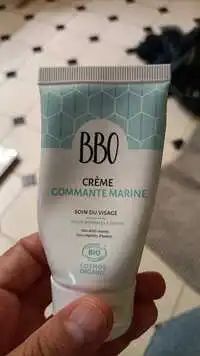 BBO
CRÈME
GOMMANTE MARINE
SOIN DU VISAGE
BIO
COSMOS
ORGANIC